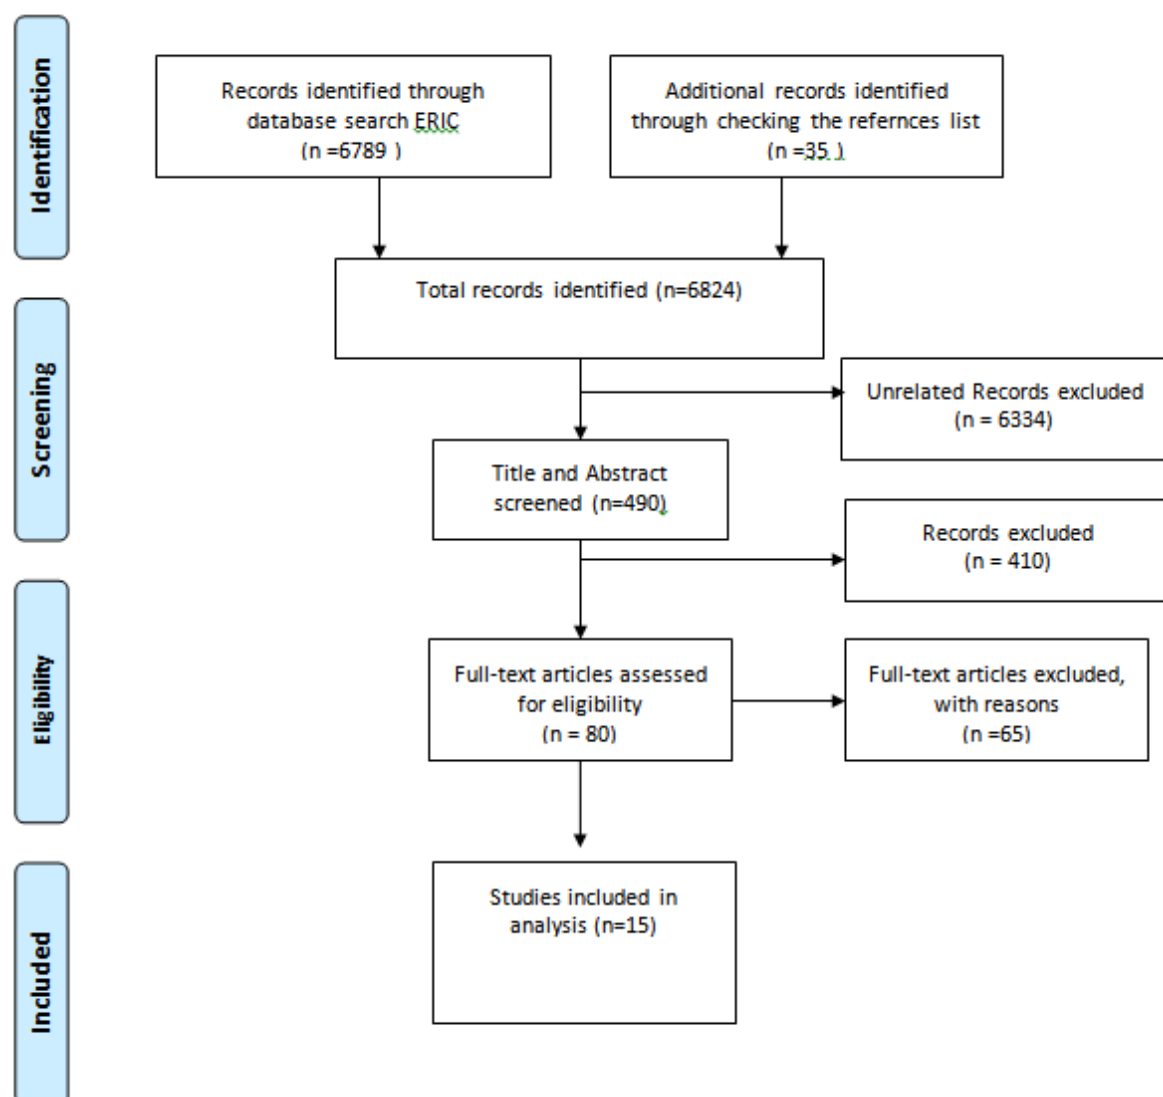 Identification
Records identified through
database search ERIC
(n =6789 )
Additional records identified
through checking the refernces list
(n =35 )
Total records identified (n=6824)
Screening
Unrelated Records excluded
(n = 6334)
Title and Abstract
screened (n=490)
Records excluded
(n = 410)
Eligibility
Full-text articles assessed
for eligibility
(n = 80)
Full-text articles excluded,
with reasons
(n =65)
Included
Studies included in
analysis (n=15)